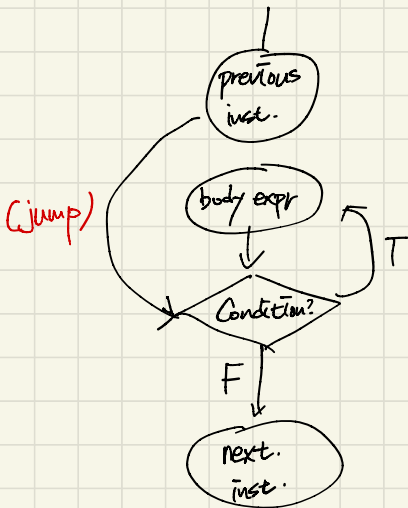 previous
inst.
body expr
(jump)
T
Condition?
F
next.
inst.